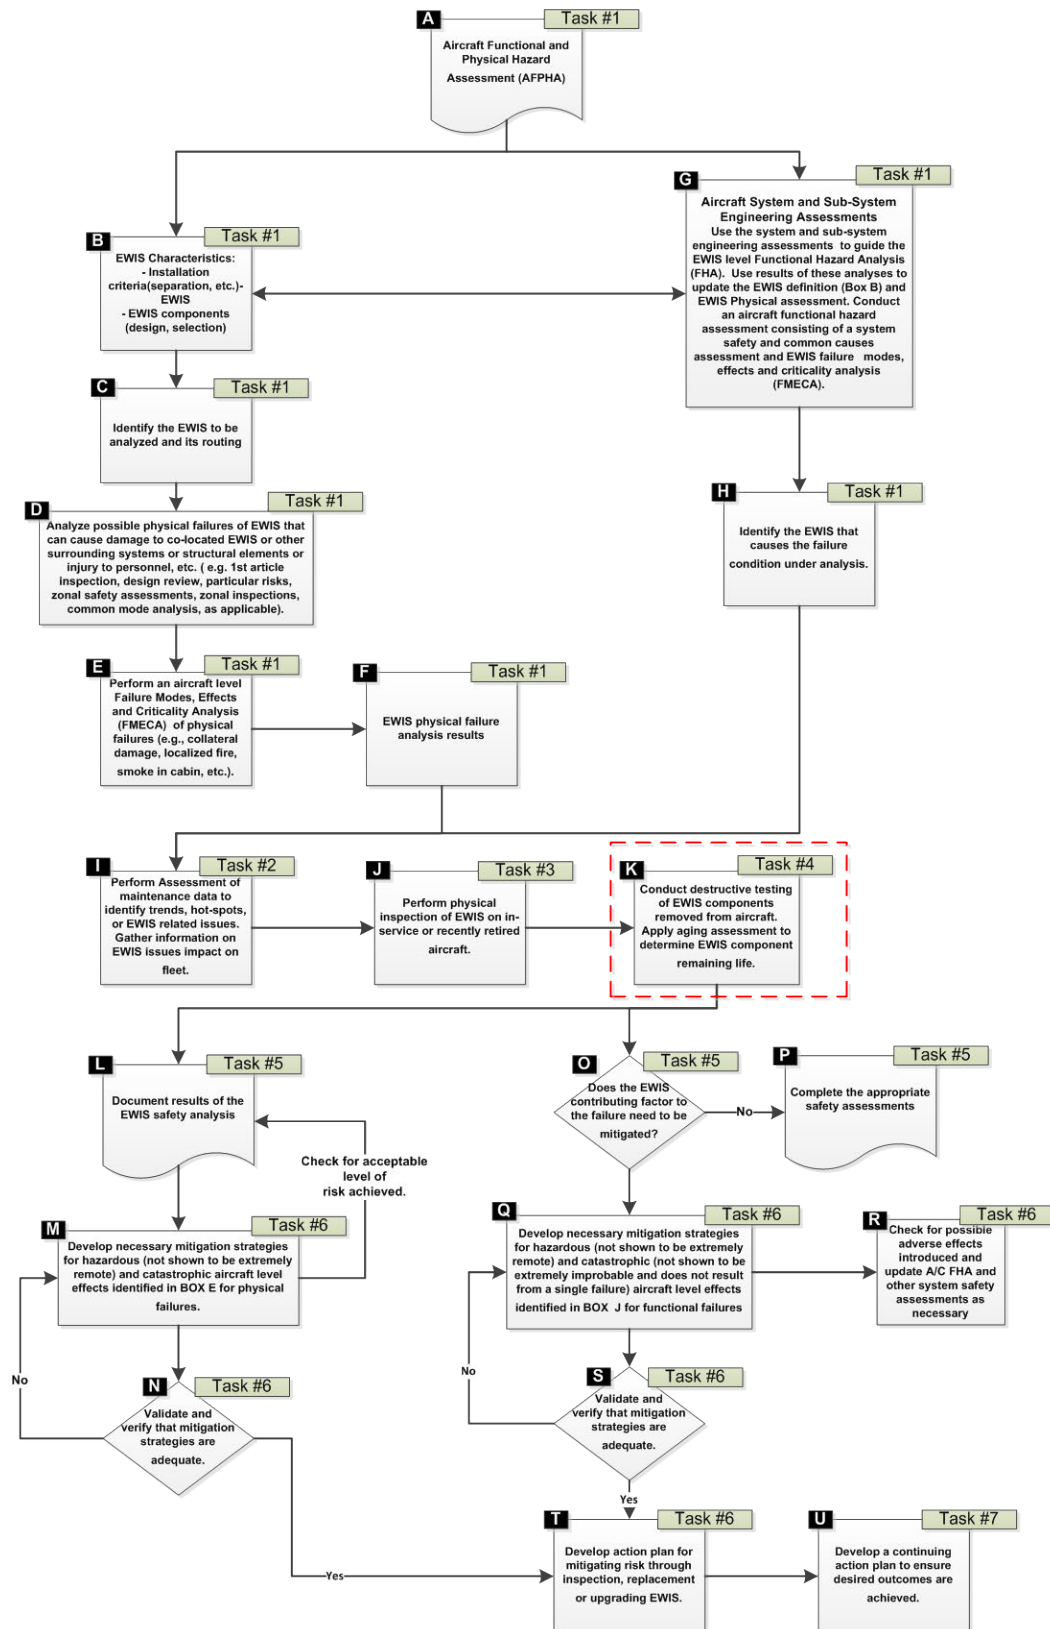 A
Task #1
Aircraft Functional and
Physical Hazard
Assessment (AFPHA)
B
Task #1
EWIS Characteristics:
- Installation
criteria(separation, etc.)-
EWIS
- EWIS components
(design, selection)
G
Task #1
Aircraft System and Sub-System
Engineering Assessments
Use the system and sub-system
engineering assessments to guide the
EWIS level Functional Hazard Analysis
(FHA). Use results of these analyses to
update the EWIS definition (Box B) and
EWIS Physical assessment. Conduct
an aircraft functional hazard
assessment consisting of a system
safety and common causes
assessment and EWIS failure modes,
effects and criticality analysis
(FMECA).
C
Task #1
Identify the EWIS to be
analyzed and its routing
D
Task #1
Analyze possible physical failures of EWIS that
can cause damage to co-located EWIS or other
surrounding systems or structural elements or
injury to personnel, etc. ( e.g. 1st article
inspection, design review, particular risks,
zonal safety assessments, zonal inspections,
common mode analysis, as applicable).
H
Task #1
Identify the EWIS that
causes the failure
condition under analysis.
E
Task #1
Perform an aircraft level
Failure Modes, Effects
and Criticality Analysis
(FMECA) of physical
failures (e.g., collateral
damage, localized fire,
smoke in cabin, etc.).
F
Task #1
EWIS physical failure
analysis results
I
Task #2
Perform Assessment of
maintenance data to
identify trends, hot-spots,
or EWIS related issues.
Gather information on
EWIS issues impact on
fleet.
J
Task #3
Perform physical
inspection of EWIS on in-
service or recently retired
aircraft.
K
Task #4
Conduct destructive testing
of EWIS components
removed from aircraft.
Apply aging assessment to
determine EWIS component
remaining life.
L
Task #5
Document results of the
EWIS safety analysis
O
Task #5
Does the EWIS
contributing factor to
the failure need to be
mitigated?
No
P
Task #5
Complete the appropriate
safety assessments
Check for acceptable
level of
risk achieved.
M
Task #6
Develop necessary mitigation strategies
for hazardous (not shown to be extremely
remote) and catastrophic aircraft level
effects identified in BOX E for physical
failures.
Q
Task #6
Develop necessary mitigation strategies
for hazardous (not shown to be extremely
remote) and catastrophic (not shown to be
extremely improbable and does not result
from a single failure) aircraft level effects
identified in BOX J for functional failures
R
Task #6
Check for possible
adverse effects
introduced and
update A/C FHA and
other system safety
assessments as
necessary
No
N
Task #6
Validate and
verify that mitigation
strategies are
adequate.
No
S
Task #6
Validate and
verify that mitigation
strategies are
adequate.
Yes
Yes
T
Task #6
Develop action plan for
mitigating risk through
inspection, replacement
or upgrading EWIS.
U
Task #7
Develop a continuing
action plan to ensure
desired outcomes are
achieved.